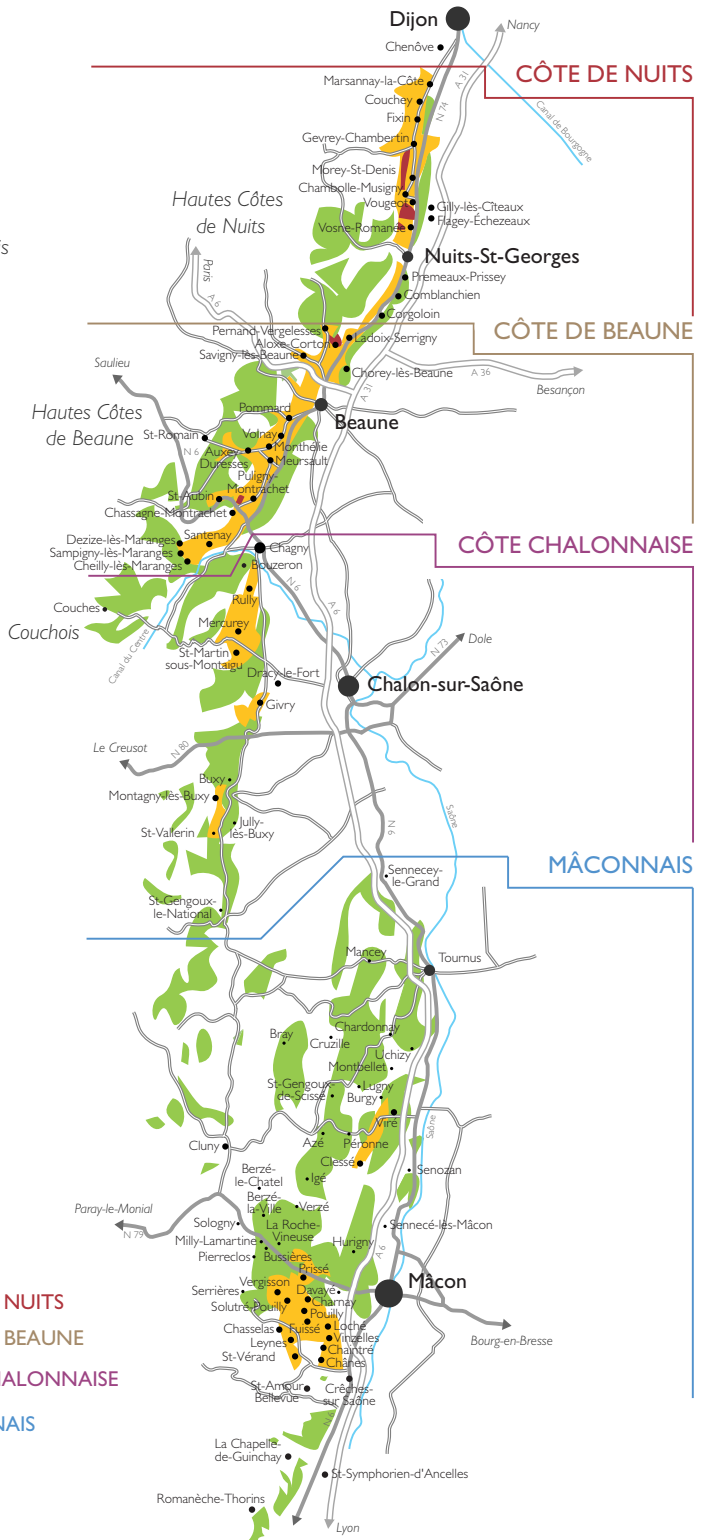 Dijon
Nancy
Chenôve
CÔTE DE NUITS
A 31
Marsannay-la-Côte
Couchey
N 74
Canal de Bourgogne
Fixin
Gevrey-Chambertin
Morey-St-Denis
Chambolle-Musigny
Hautes Côtes
de Nuits
Vougeot
Gilly-lès-Cîteaux
Flagey-Échezeaux
Vosne-Romanée
Nuits-St-Georges
Paris
A 6
Premeaux-Prissey
Comblanchien
Corgoloin
CÔTE DE BEAUNE
Pernand-Vergelesses
Ladoix-Serrigny
Aloxe-Corton
Savigny-lès-Beaune
Saulieu
Chorey-lès-Beaune
A 36
Besançon
A 31
Hautes Côtes
de Beaune
Pommard
Beaune
St-Romain
Volnay
N 6
Monthélie
Auxey-
Duresses
Meursault
Puligny-
Montrachet
St-Aubin
Chassagne-Montrachet
Dezize-lès-Maranges
Santenay
Sampigny-lès-Maranges
Cheilly-lès-Maranges
CÔTE CHALONNAISE
Chagny
Bouzeron
N 6
A 6
Rully
Couches
Couchois
Mercurey
Canal du Centre
St-Martin
sous-Montaigu
Dole
N 73
Dracy-le-Fort
Chalon-sur-Saône
Givry
Le Creusot
N 80
Buxy
Montagny-lès-Buxy
Saône
St-Vallerin
Jully-
lès-Buxy
N 6
MÂCONNAIS
Sennecey-
le-Grand
St-Gengoux-
le-National
Mancey
Tournus
Chardonnay
Bray
Cruzille
Uchizy
Montbellet
St-Gengoux-
de-Scissé
Lugny
Burgy
Viré
Saône
Cluny
Azé
Péronne
Clessé
Berzé-
le-Chatel
Igé
Senozan
Berzé-
la-Ville
Verzé
Paray-le-Monial
N 79
Sologny
La Roche-
Vineuse
Sennecé-lès-Mâcon
Milly-Lamartine
Hurigny
A 6
Pierreclos
Bussières
Prissé
Mâcon
Vergisson
Serrières
Davayé
Charnay
Solutré-Pouilly
Pouilly
NUITS
Chasselas
Fuissé
Loché
Vinzelles
Bourg-en-Bresse
BEAUNE
Leynes
Chaintré
St-Vérand
Chânes
HALONNAISE
St-Amour-
Bellevue
Crêches-
sur Saône
N 6
NAIS
La Chapelle-
de-Guinchay
St-Symphorien-d'Ancelles
Romanèche-Thorins
Lyon